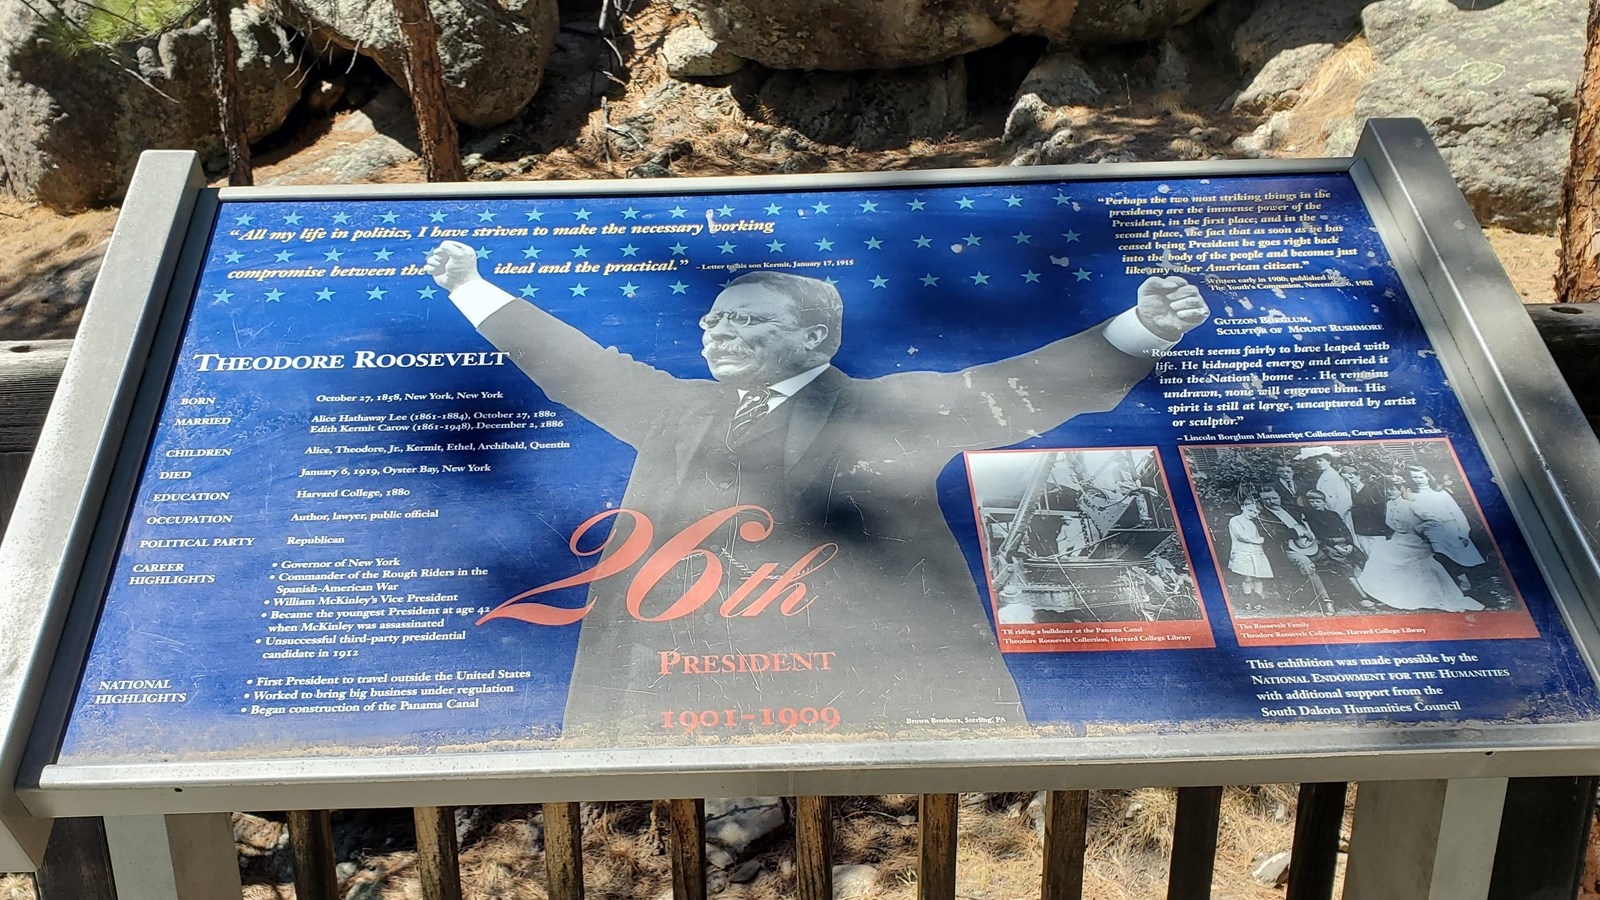 “All my life in politics, I have striven to make the necessary working
compromise between the ideal and the practical.” – Letter to his son Kermit, January 17, 1915
THEODORE ROOSEVELT
BORN October 27, 1858, New York, New York
MARRIED Alice Hathaway Lee (1861-1884), October 27, 1880
Edith Kermit Carow (1861-1948), December 2, 1886
CHILDREN Alice, Theodore, Jr., Kermit, Ethel, Archibald, Quentin
DIED January 6, 1919, Oyster Bay, New York
EDUCATION Harvard College, 1880
OCCUPATION Author, lawyer, public official
POLITICAL PARTY Republican
CAREER
HIGHLIGHTS
• Governor of New York
• Commander of the Rough Riders in the
Spanish-American War
• William McKinley's Vice President
• Became the youngest President at age 42
when McKinley was assassinated
• Unsuccessful third-party presidential
candidate in 1912
NATIONAL
HIGHLIGHTS
• First President to travel outside the United States
• Worked to bring big business under regulation
• Began construction of the Panama Canal
26th
PRESIDENT
1901-1909
Brown Brothers, Sterling, PA
“Perhaps the two most striking things in the
presidency are the immense power of the
President, in the first place; and in the
second place, the fact that as soon as he has
ceased being President he goes right back
into the body of the people and becomes just
like any other American citizen.”
– Written early in 1900, published in
The Youth's Companion, November 6, 1902
GUTZON BORGLUM,
SCULPTOR OF MOUNT RUSHMORE
“Roosevelt seems fairly to have leaped with
life. He kidnapped energy and carried it
into the Nation's home . . . He remains
undrawn, none will engrave him. His
spirit is still at large, uncaptured by artist
or sculptor.”
– Lincoln Borglum Manuscript Collection, Corpus Christi, Texas
TR riding a bulldozer at the Panama Canal
Theodore Roosevelt Collection, Harvard College Library
The Roosevelt Family
Theodore Roosevelt Collection, Harvard College Library
This exhibition was made possible by the
NATIONAL ENDOWMENT FOR THE HUMANITIES
with additional support from the
South Dakota Humanities Council